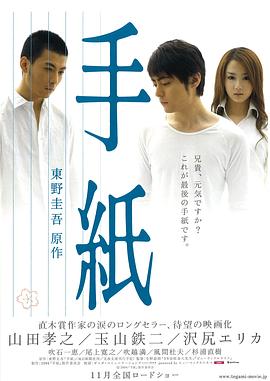 手紙
東野圭吾 原作
兄貴、元気ですか？
これが最後の手紙です。
直木賞作家の涙のロングセラー、待望の映画化
山田孝之／玉山鉄二／沢尻エリカ
吹石一恵／尾上寛之／吹越満／風間杜夫／杉浦直樹
11月全国ロードショー
www.tegami-movie.jp